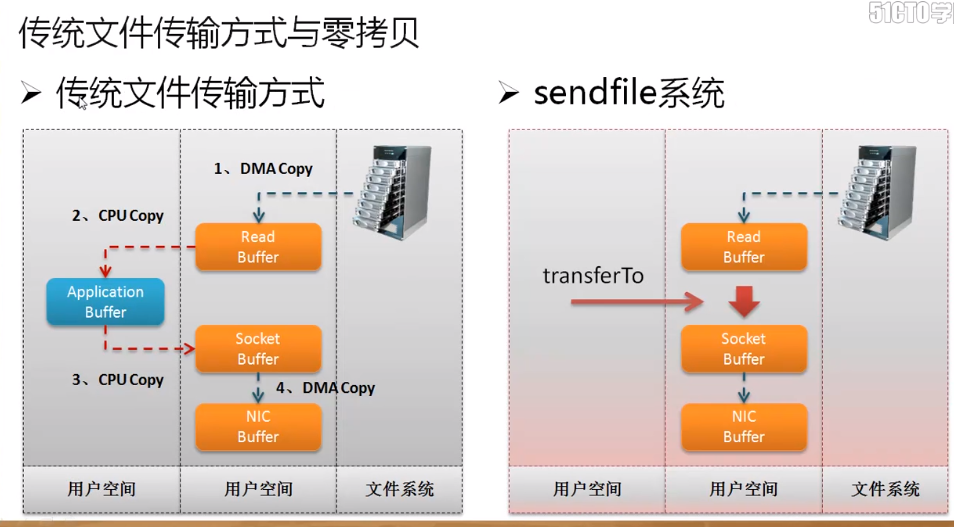 51CTO学
传统文件传输方式与零拷贝
➢ 传统文件传输方式
1、DMA Copy
2、CPU Copy
Read
Buffer
Application
Buffer
Socket
Buffer
3、CPU Copy
4、DMA Copy
NIC
Buffer
用户空间
用户空间
文件系统
➢ sendfile系统
Read
Buffer
transferTo
Socket
Buffer
NIC
Buffer
用户空间
用户空间
文件系统